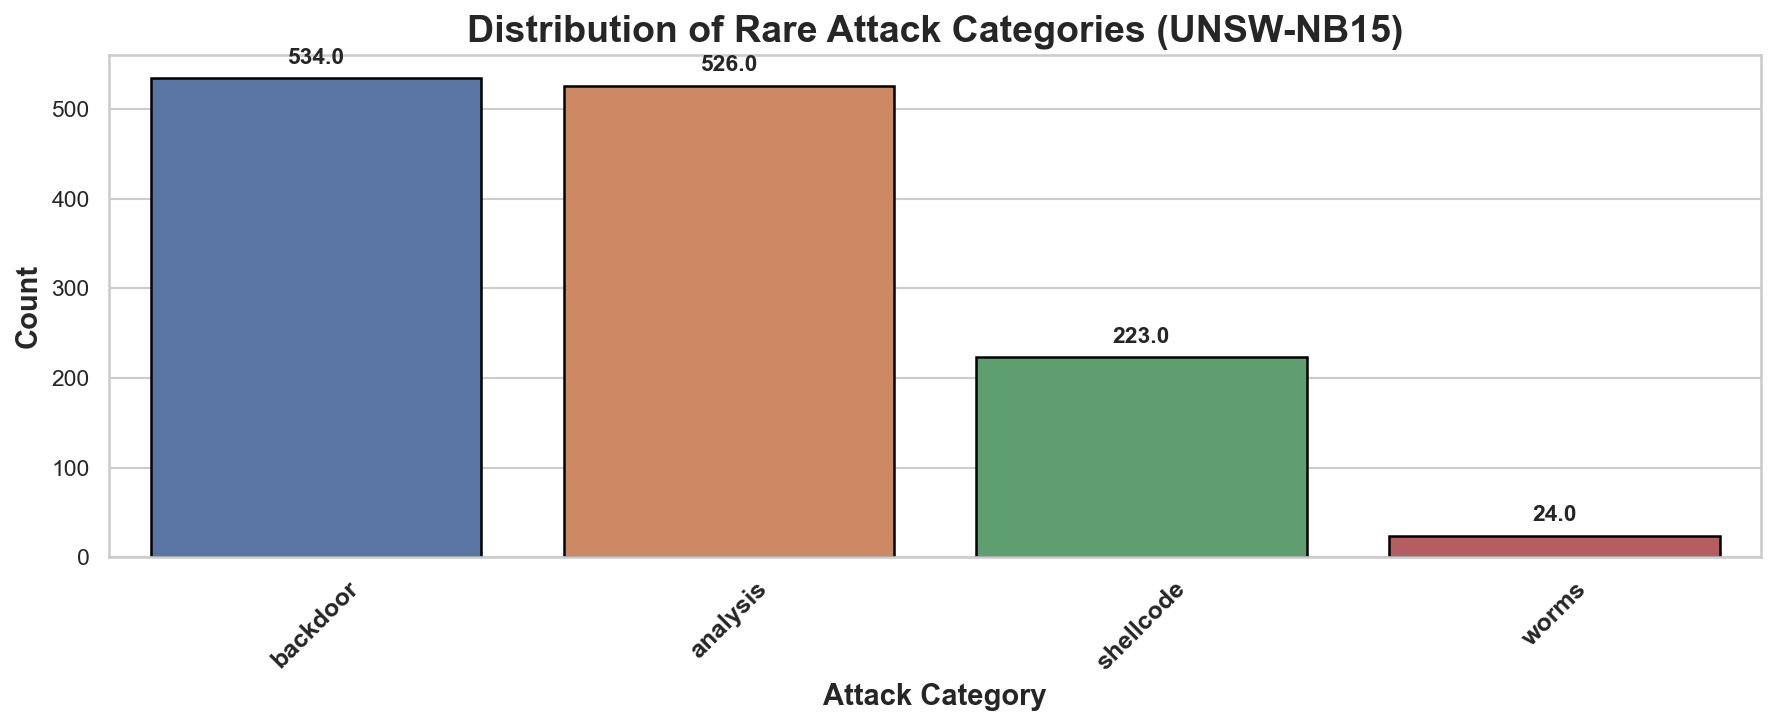 Distribution of Rare Attack Categories (UNSW-NB15)
534.0
526.0
223.0
24.0
500
400
300
200
100
0
Count
backdoor
analysis
shellcode
worms
Attack Category